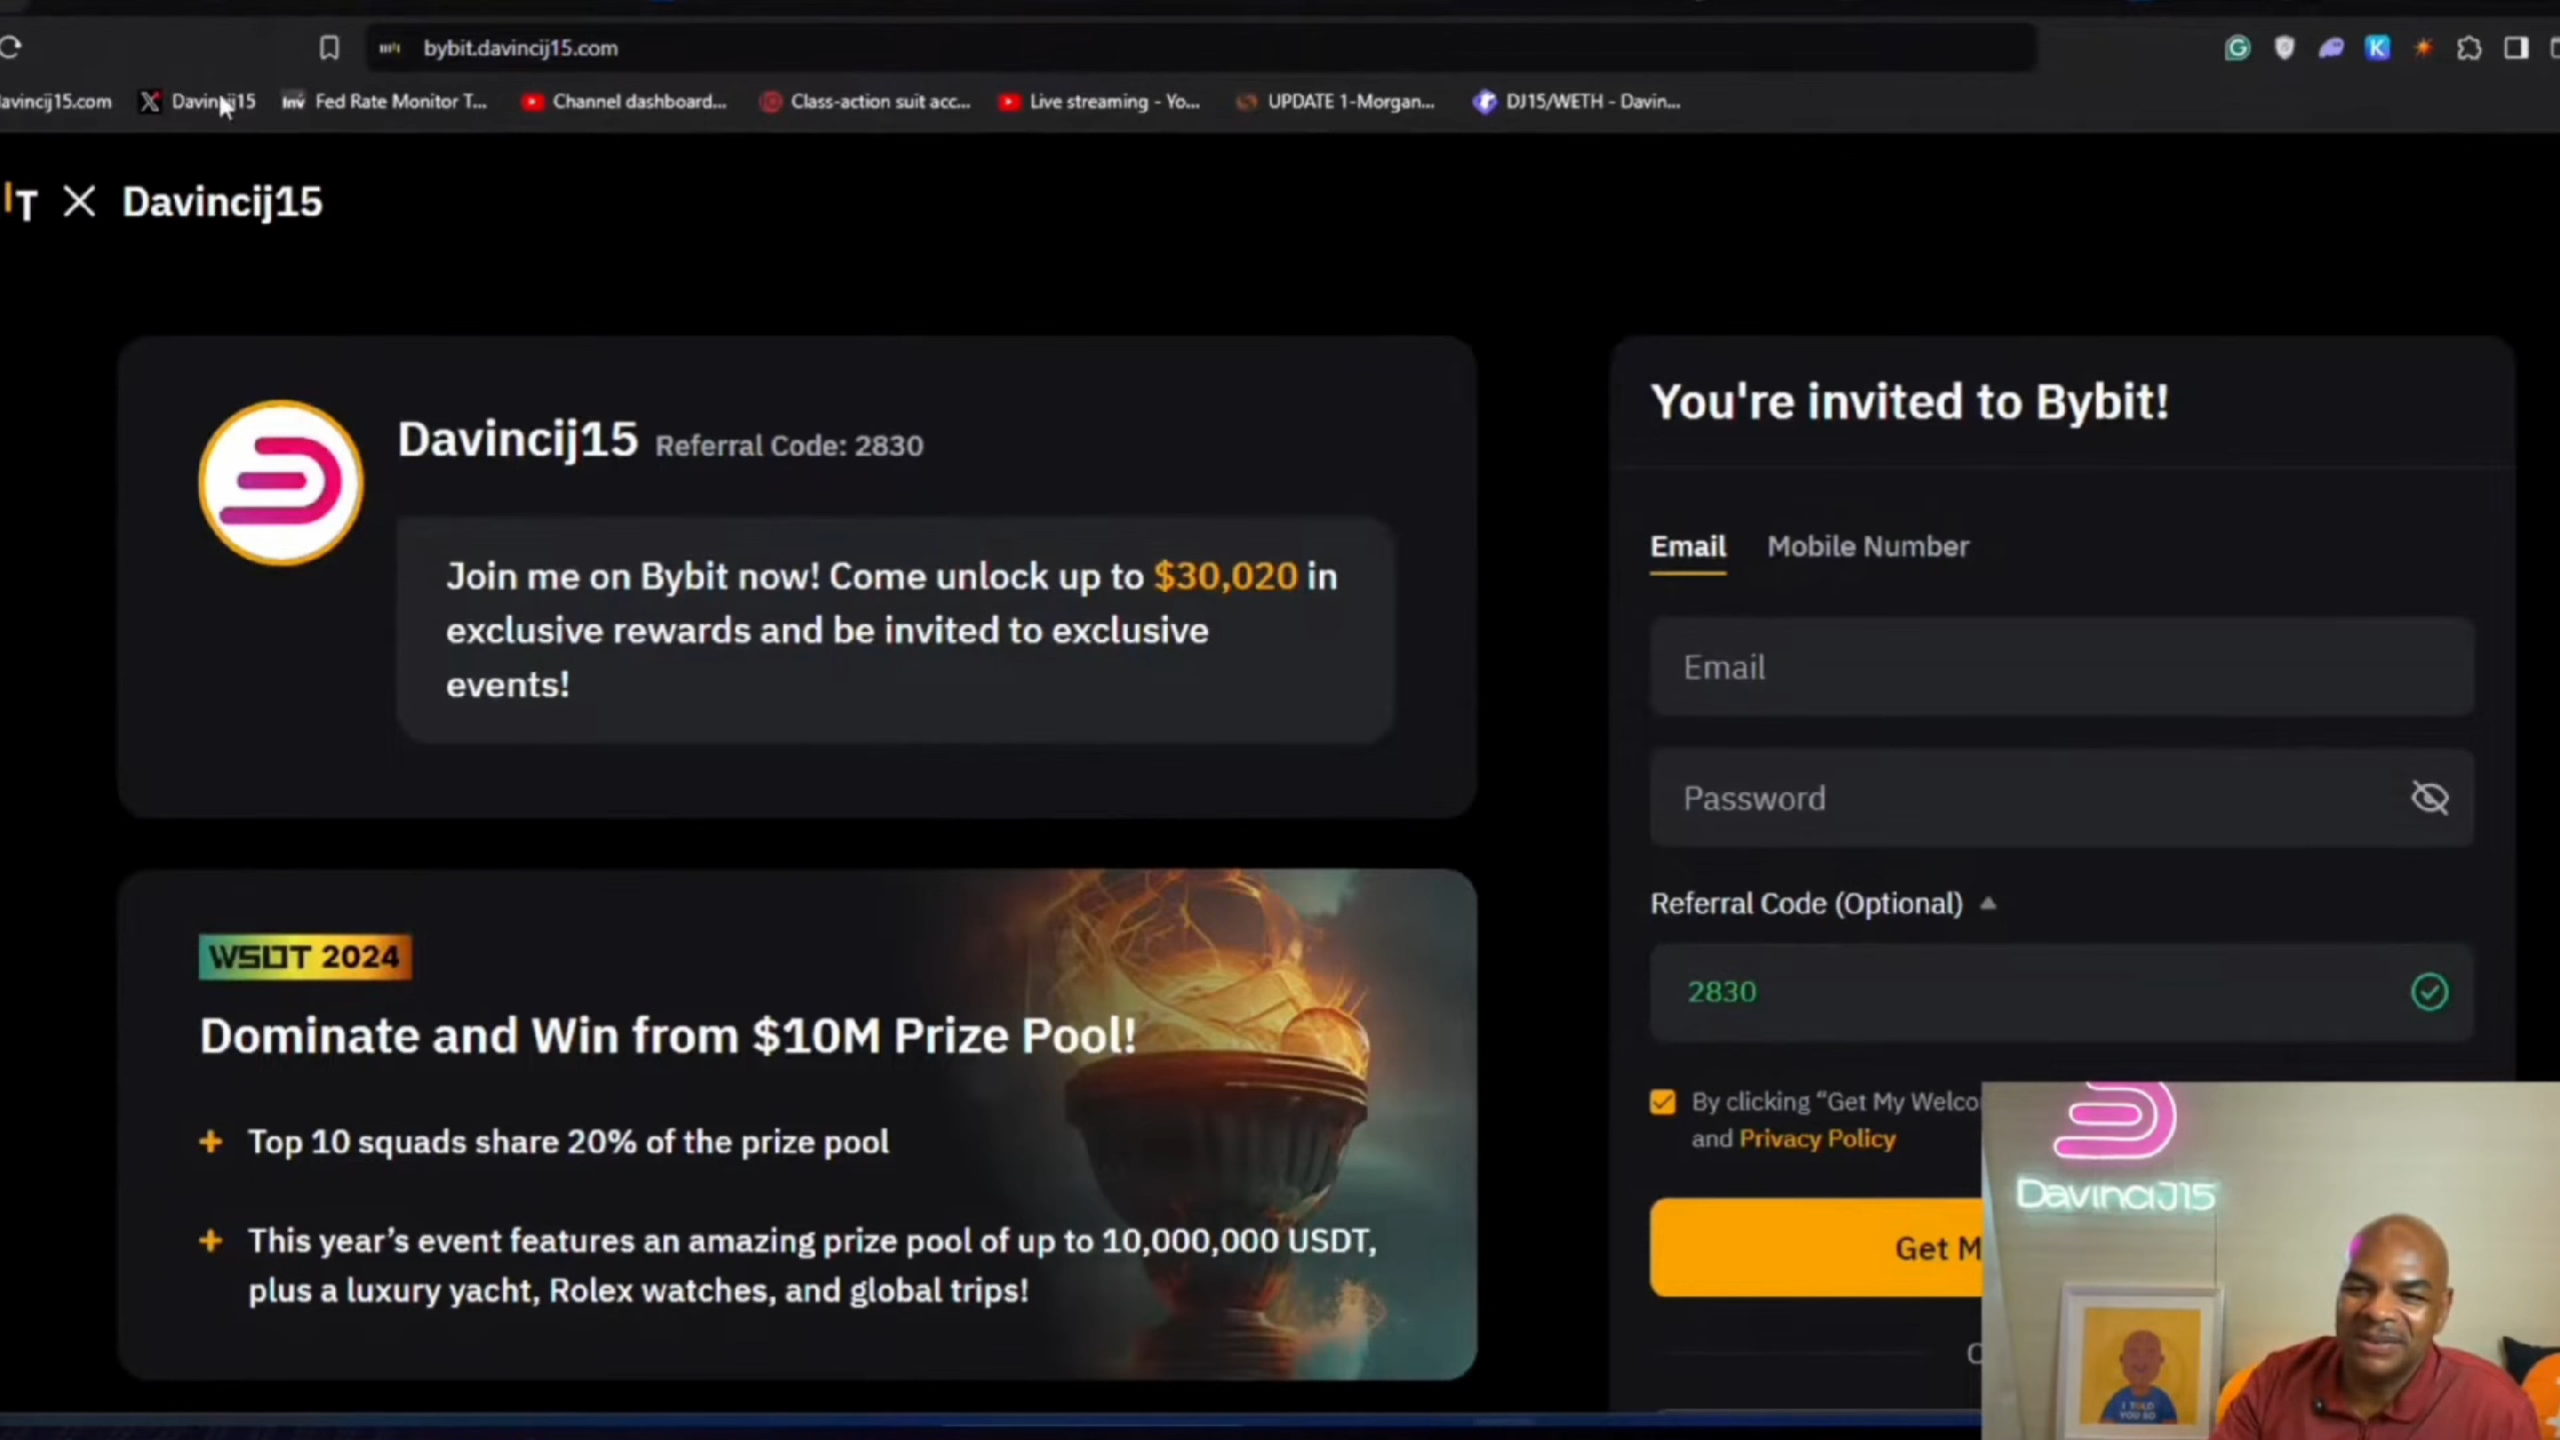 bybit.davincij15.com
davincij15.com
Davincij15
Fed Rate Monitor T...
Channel dashboard...
Class-action suit acc...
Live streaming - Yo...
UPDATE 1-Morgan...
DJ15/WETH - Davin...
IT X Davincij15
Davincij15 Referral Code: 2830
Join me on Bybit now! Come unlock up to $30,020 in
exclusive rewards and be invited to exclusive
events!
WSOT 2024
Dominate and Win from $10M Prize Pool!
+ Top 10 squads share 20% of the prize pool
+ This year’s event features an amazing prize pool of up to 10,000,000 USDT,
plus a luxury yacht, Rolex watches, and global trips!
You're invited to Bybit!
Email Mobile Number
Email
Password
Referral Code (Optional)
2830
By clicking “Get My Welco
and Privacy Policy
Get M
DavinciJ15
I TOLD
YOU SO